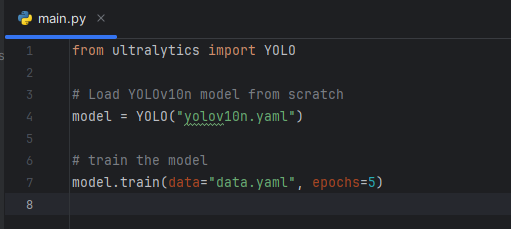 main.py ×
1 from ultralytics import YOLO
2
3 # Load YOLOv10n model from scratch
4 model = YOLO("yolov10n.yaml")
5
6 # train the model
7 model.train(data="data.yaml", epochs=5)
8